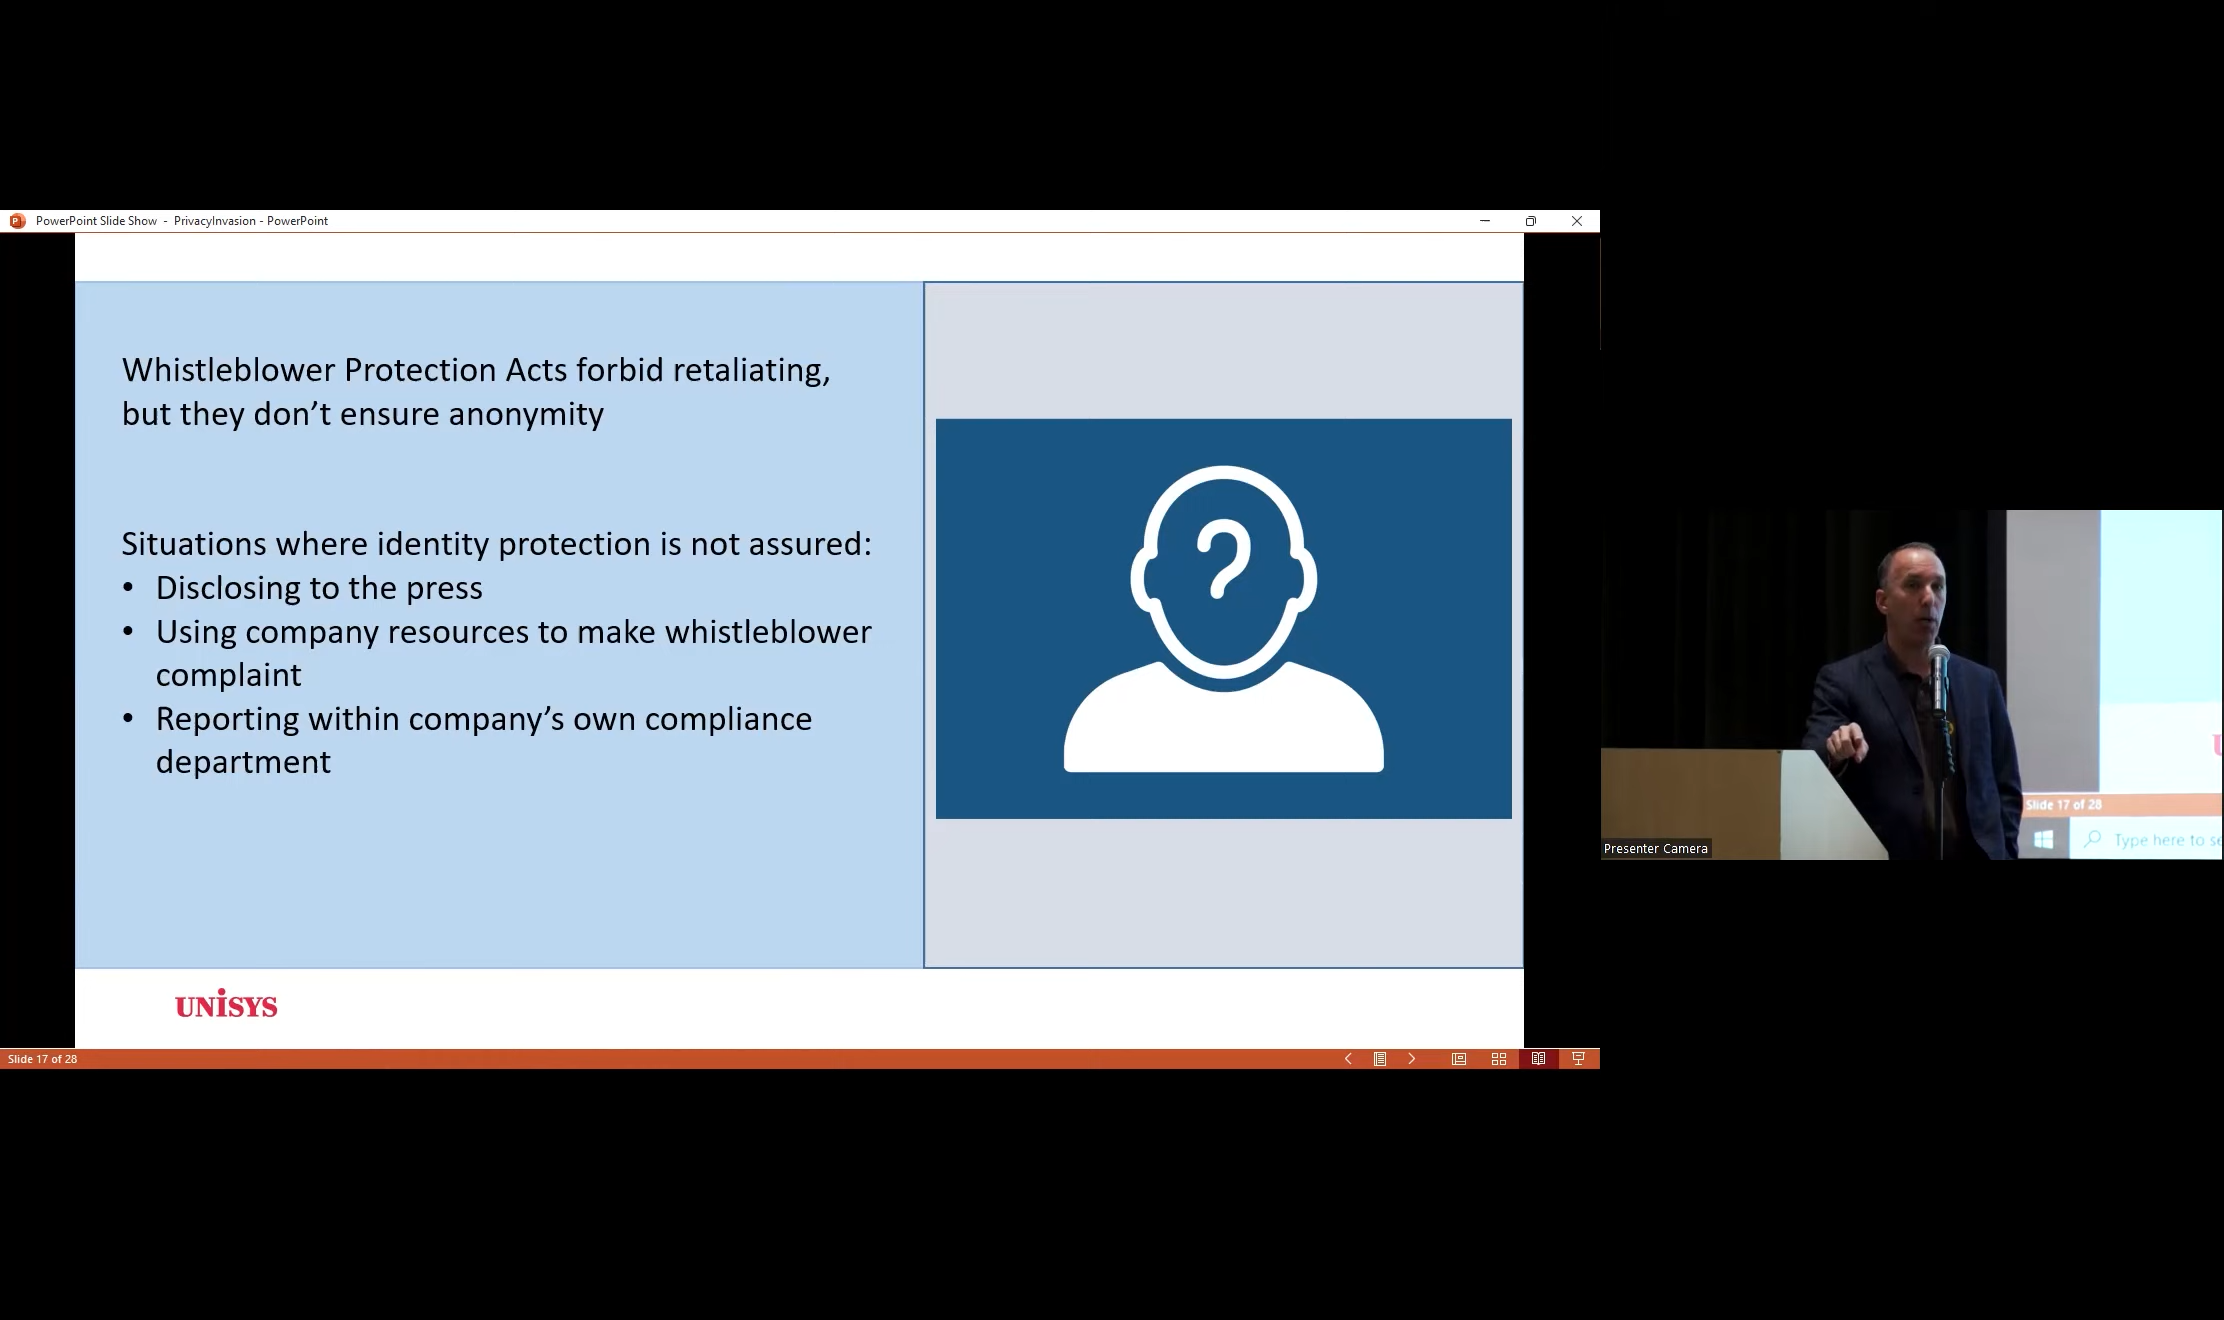 PowerPoint Slide Show - PrivacyInvasion - PowerPoint
Whistleblower Protection Acts forbid retaliating,
but they don’t ensure anonymity
Situations where identity protection is not assured:
• Disclosing to the press
• Using company resources to make whistleblower
complaint
• Reporting within company’s own compliance
department
?
UNiSYS
Slide 17 of 28
U
Slide 17 of 28
Type here to se
Presenter Camera